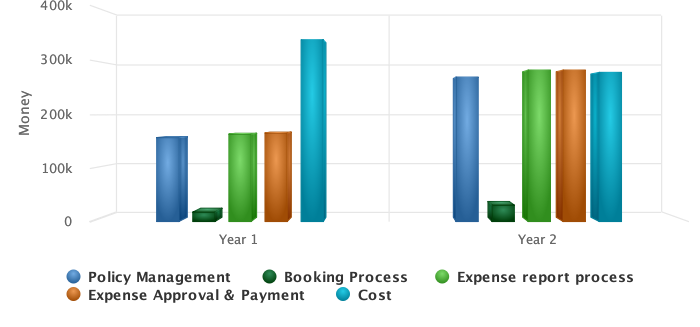 400k
300k
200k
100k
0
Money
Year 1
Year 2
Policy Management
Booking Process
Expense report process
Expense Approval & Payment
Cost